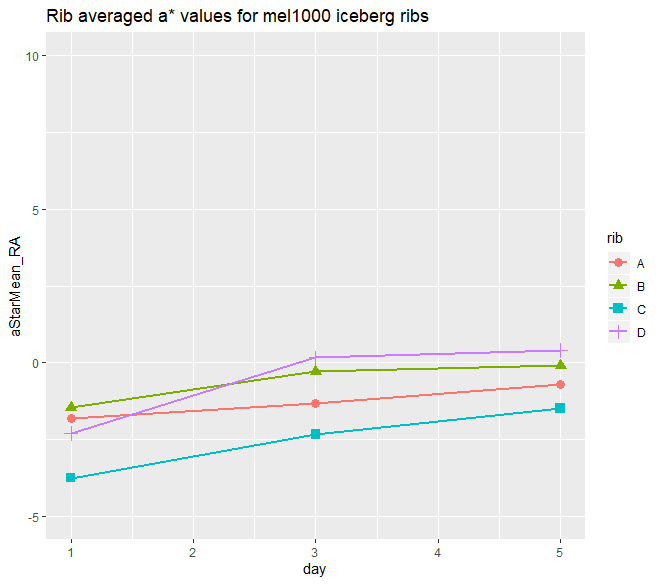 Rib averaged a* values for mel1000 iceberg ribs
10
5
0
-5
aStarMean_RA
1 2 3 4 5
day
rib
A
B
C
D